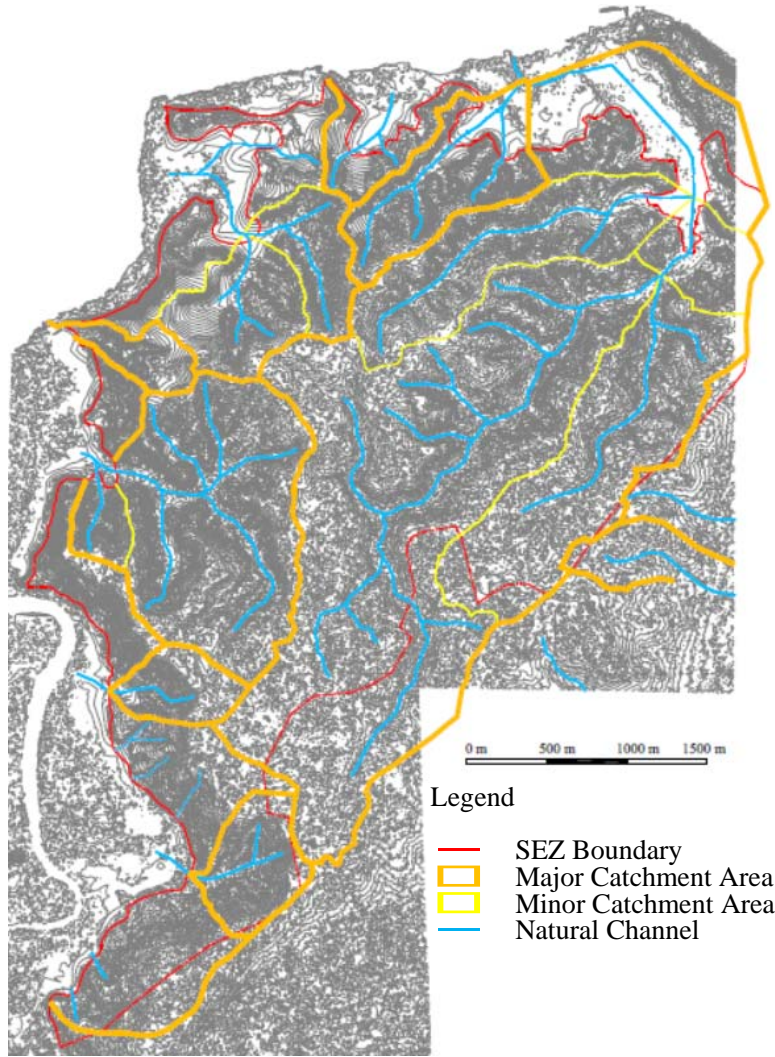 0 m 500 m 1000 m 1500 m
Legend
SEZ Boundary
Major Catchment Area
Minor Catchment Area
Natural Channel